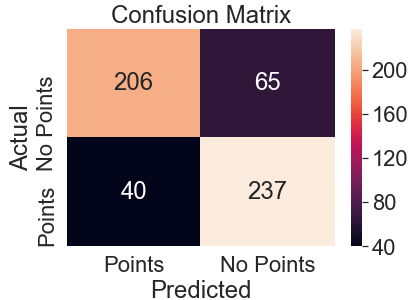 Confusion Matrix
206 65
40 237
Actual
No Points
Points
Points No Points
Predicted
200
160
120
80
40